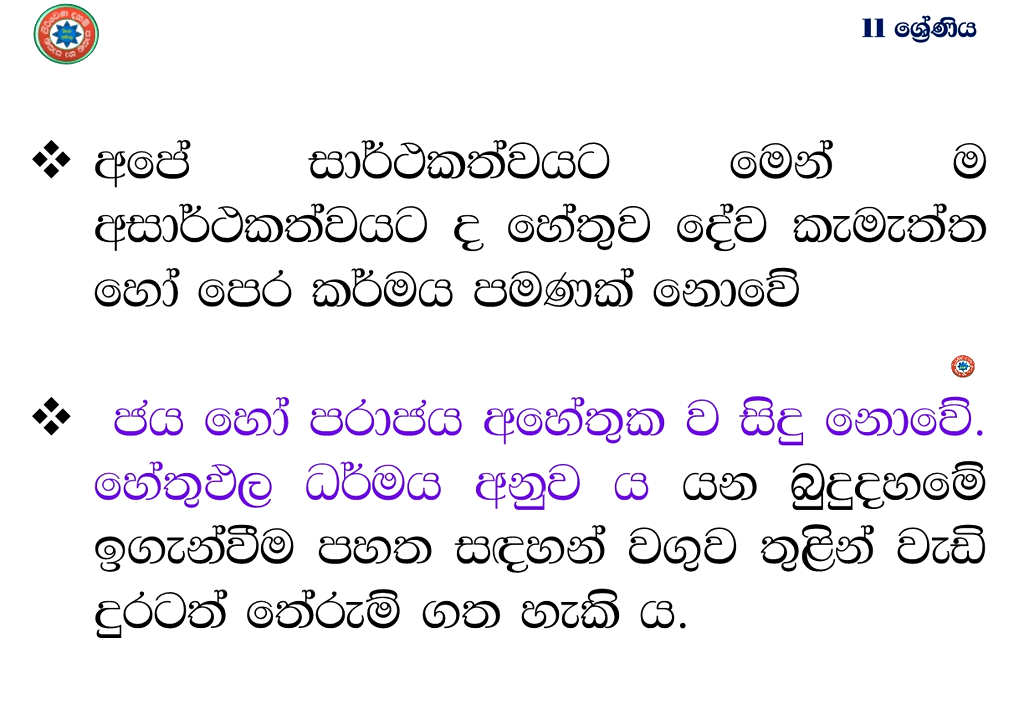 11 ශ්‍රේණිය
❖ අපේ සාර්ථකත්වයට මෙන් ම
අසාර්ථකත්වයට ද හේතුව දේව කැමැත්ත
හෝ පෙර කර්මය පමණක් නොවේ
❖ ජය හෝ පරාජය අහේතුක ව සිදු නොවේ.
හේතුඵල ධර්මය අනුව ය යන බුදුදහමේ
ඉගැන්වීම පහත සඳහන් වගුව තුළින් වැඩි
දුරටත් තේරුම් ගත හැකි ය.